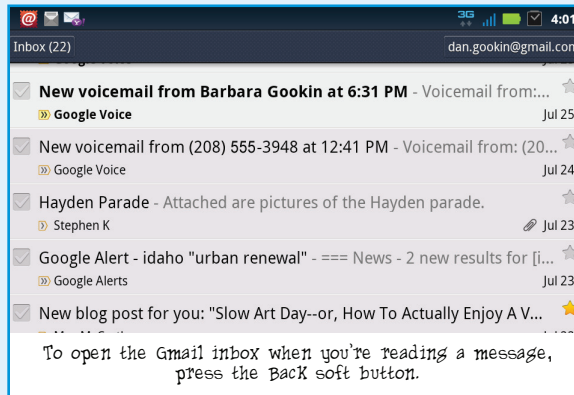 3G 4:01
Inbox (22) dan.gookin@gmail.com
New voicemail from Barbara Gookin at 6:31 PM - Voicemail from:...
Google Voice Jul 25
New voicemail from (208) 555-3948 at 12:41 PM - Voicemail from: (20...
Google Voice Jul 24
Hayden Parade - Attached are pictures of the Hayden parade.
Stephen K Jul 23
Google Alert - idaho "urban renewal" - === News - 2 new results for [i...
Google Alerts Jul 23
New blog post for you: "Slow Art Day--or, How To Actually Enjoy A V...
To open the Gmail inbox when you're reading a message,
press the Back soft button.